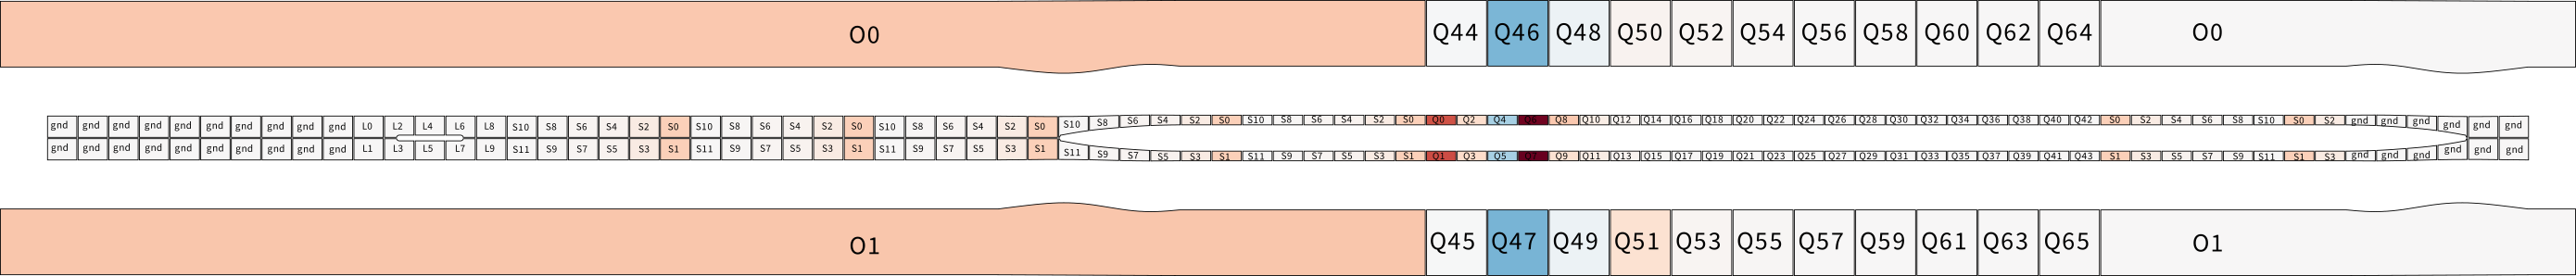 O0 Q44 Q46 Q48 Q50 Q52 Q54 Q56 Q58 Q60 Q62 Q64 O0
gnd gnd gnd gnd gnd gnd gnd gnd gnd gnd L0 L2 L4 L6 L8 S10 S8 S6 S4 S2 S0 S10 S8 S6 S4 S2 S0 S10 S8 S6 S4 S2 S0 S10 S8 S6 S4 S2 S0 S10 S8 S6 S4 S2 S0 Q0 Q2 Q4 Q6 Q8 Q10 Q12 Q14 Q16 Q18 Q20 Q22 Q24 Q26 Q28 Q30 Q32 Q34 Q36 Q38 Q40 Q42 S0 S2 S4 S6 S8 S10 S0 S2 gnd gnd gnd gnd gnd gnd
gnd gnd gnd gnd gnd gnd gnd gnd gnd gnd L1 L3 L5 L7 L9 S11 S9 S7 S5 S3 S1 S11 S9 S7 S5 S3 S1 S11 S9 S7 S5 S3 S1 S11 S9 S7 S5 S3 S1 S11 S9 S7 S5 S3 S1 Q1 Q3 Q5 Q7 Q9 Q11 Q13 Q15 Q17 Q19 Q21 Q23 Q25 Q27 Q29 Q31 Q33 Q35 Q37 Q39 Q41 Q43 S1 S3 S5 S7 S9 S11 S1 S3 gnd gnd gnd gnd gnd gnd
O1 Q45 Q47 Q49 Q51 Q53 Q55 Q57 Q59 Q61 Q63 Q65 O1